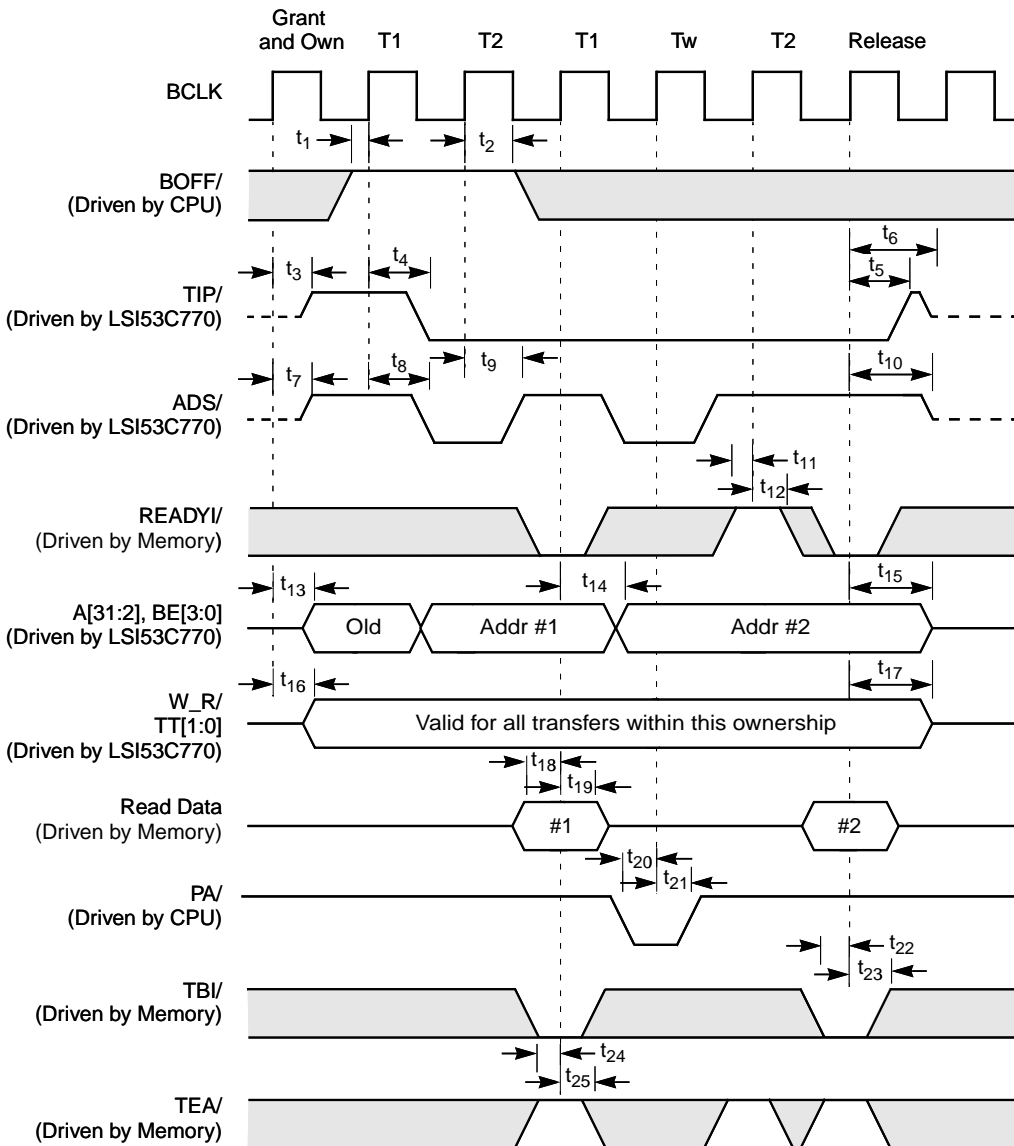 Grant
and Own
T1
T2
T1
Tw
T2
Release
BCLK
t1
t2
BOFF/
(Driven by CPU)
t6
t3
t4
t5
TIP/
(Driven by LSI53C770)
t7
t8
t9
t10
ADS/
(Driven by LSI53C770)
t11
t12
READYI/
(Driven by Memory)
t13
t14
t15
A[31:2], BE[3:0]
(Driven by LSI53C770)
Old
Addr #1
Addr #2
t16
t17
W_R/
TT[1:0]
(Driven by LSI53C770)
Valid for all transfers within this ownership
t18
t19
Read Data
(Driven by Memory)
#1
#2
t20
t21
PA/
(Driven by CPU)
t22
t23
TBI/
(Driven by Memory)
t24
t25
TEA/
(Driven by Memory)